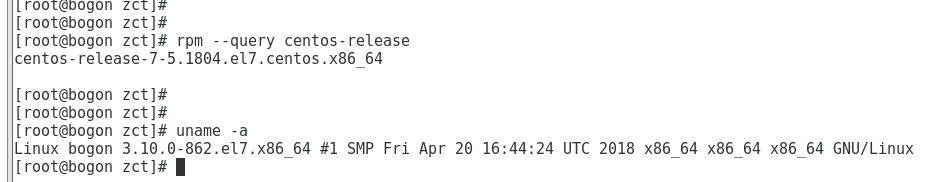 [root@bogon zct]#
[root@bogon zct]#
[root@bogon zct]# rpm --query centos-release
centos-release-7-5.1804.el7.centos.x86_64
[root@bogon zct]#
[root@bogon zct]#
[root@bogon zct]# uname -a
Linux bogon 3.10.0-862.el7.x86_64 #1 SMP Fri Apr 20 16:44:24 UTC 2018 x86_64 x86_64 x86_64 GNU/Linux
[root@bogon zct]#